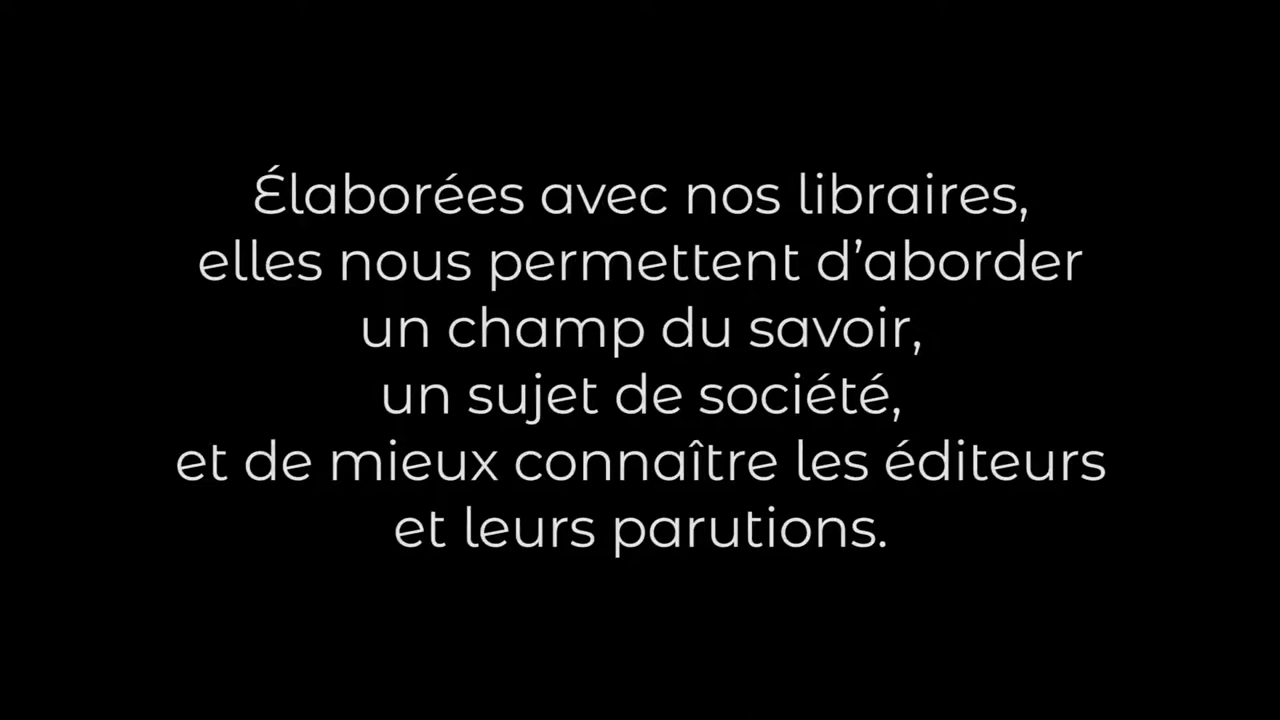 Élaborées avec nos libraires,
elles nous permettent d’aborder
un champ du savoir,
un sujet de société,
et de mieux connaître les éditeurs
et leurs parutions.